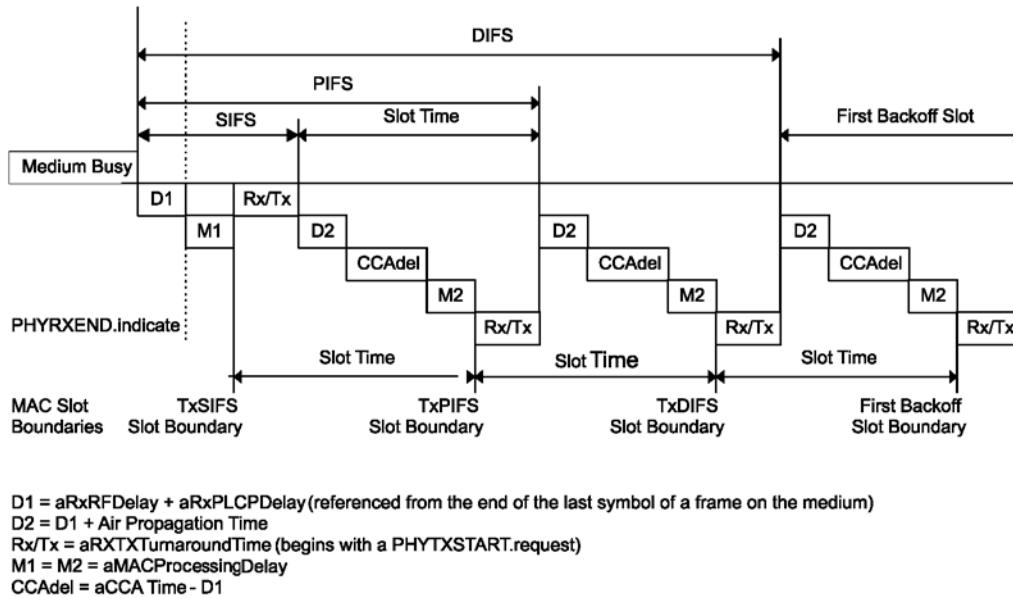 DIFS
PIFS
SIFS
Slot Time
First Backoff Slot
Medium Busy
D1
Rx/Tx
M1
D2
D2
D2
CCAdel
CCAdel
CCAdel
M2
M2
M2
PHYRXEND.indicate
Rx/Tx
Rx/Tx
Rx/Tx
Slot Time
Slot Time
Slot Time
MAC Slot
Boundaries
TxSIFS
Slot Boundary
TxPIFS
Slot Boundary
TxDIFS
Slot Boundary
First Backoff
Slot Boundary
D1 = aRxRFDelay + aRxPLCPDelay (referenced from the end of the last symbol of a frame on the medium)
D2 = D1 + Air Propagation Time
Rx/Tx = aRXTXTurnaroundTime (begins with a PHYTXSTART.request)
M1 = M2 = aMACProcessingDelay
CCAdel = aCCA Time - D1